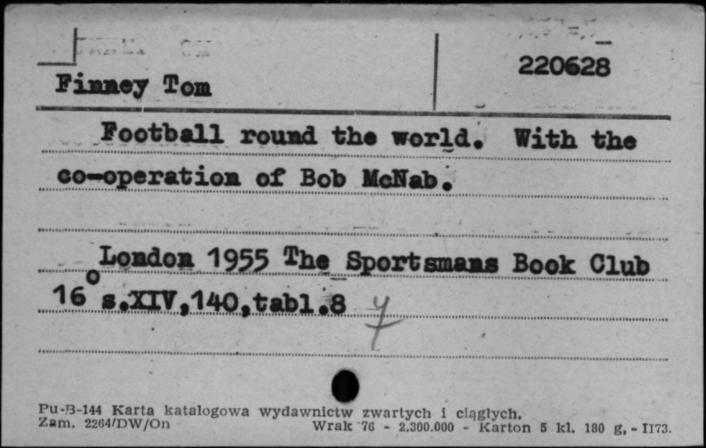 220628
Finney Tom
Football round the world. With the
co-operation of Bob McNab.
London 1955 The Sportsmans Book Club
16° s.XIV,140,tabl.8
Pu-B-144 Karta katalogowa wydawnictw zwartych i ciągłych.
Zam. 2264/DW/On Wrak 76 - 2.300.000 - Karton 5 kl. 180 g. - II73.